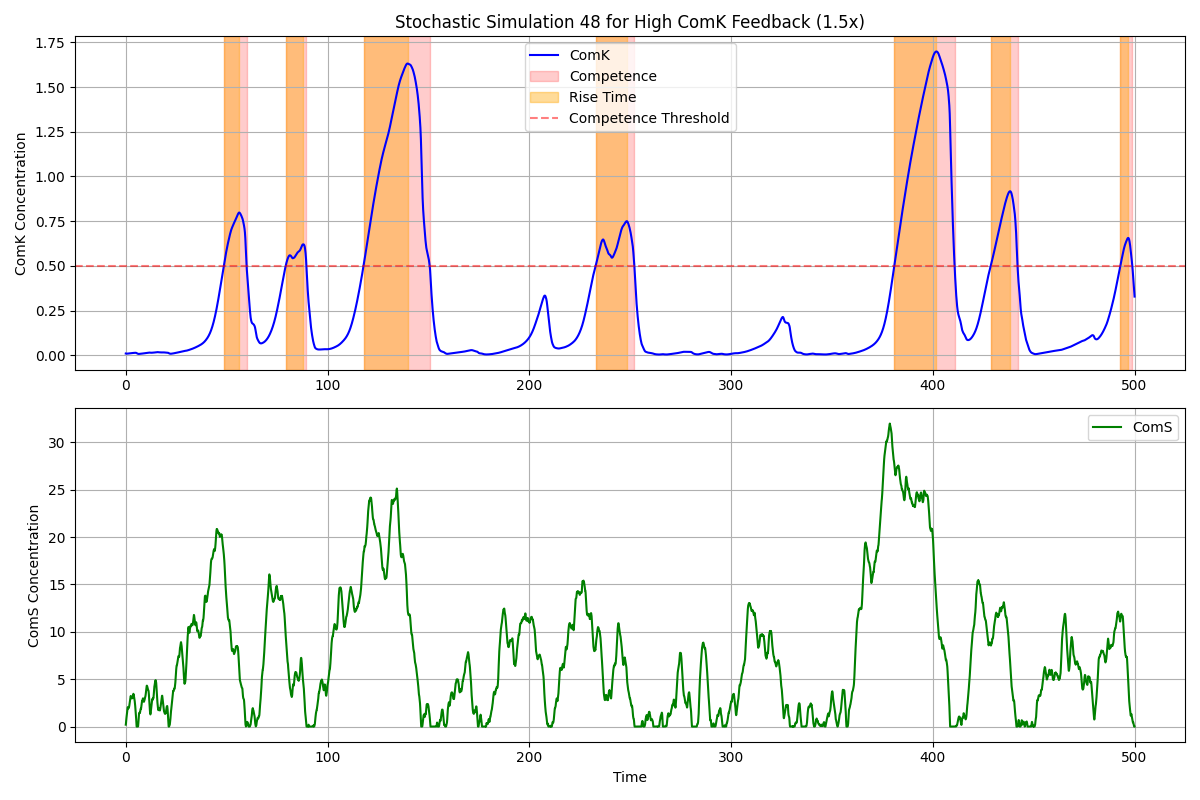 Stochastic Simulation 48 for High ComK Feedback (1.5x)
ComK Concentration
1.75
1.50
1.25
1.00
0.75
0.50
0.25
0.00
ComK
Competence
Rise Time
Competence Threshold
0 100 200 300 400 500
ComS Concentration
30
25
20
15
10
5
0
ComS
0 100 200 300 400 500
Time